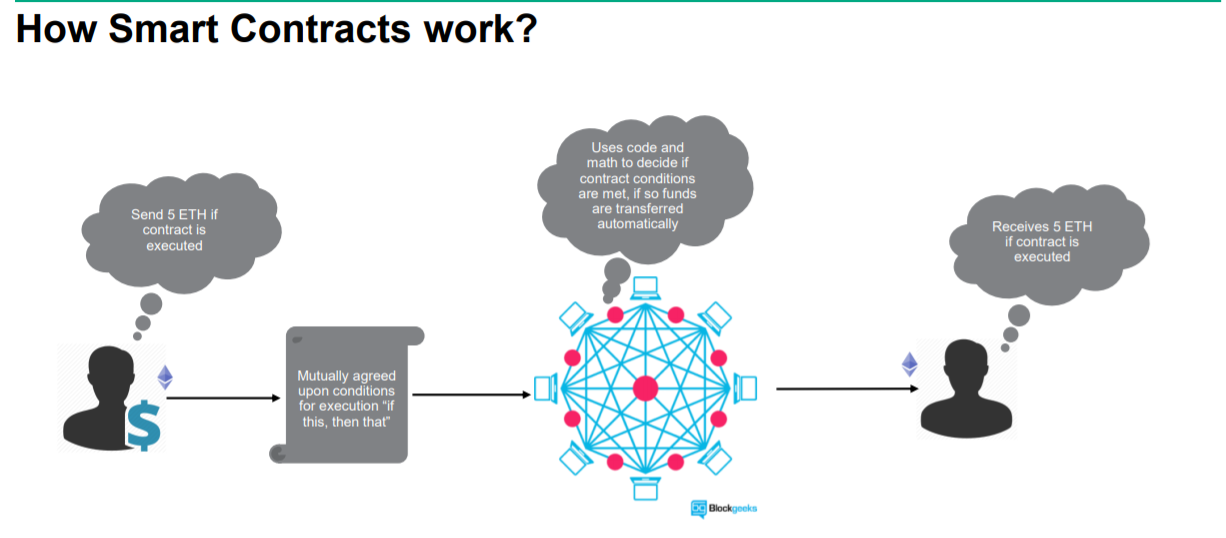 How Smart Contracts work?
Send 5 ETH if
contract is
executed
Mutually agreed
upon conditions
for execution "if
this, then that"
Uses code and
math to decide if
contract conditions
are met, if so funds
are transferred
automatically
Receives 5 ETH
if contract is
executed
$
bg Blockgeeks